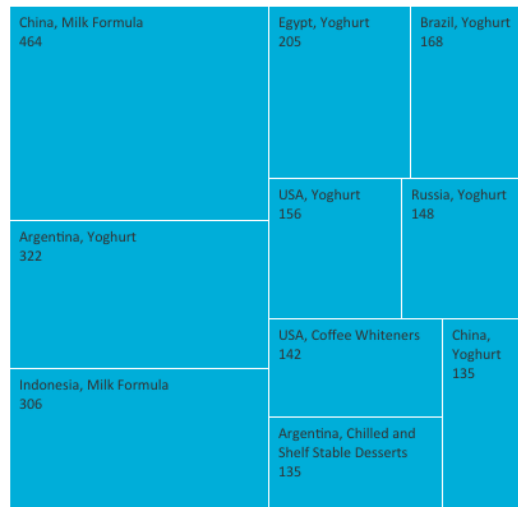 China, Milk Formula
464
Egypt, Yoghurt
205
Brazil, Yoghurt
168
USA, Yoghurt
156
Russia, Yoghurt
148
Argentina, Yoghurt
322
USA, Coffee Whiteners
142
China,
Yoghurt
135
Indonesia, Milk Formula
306
Argentina, Chilled and
Shelf Stable Desserts
135